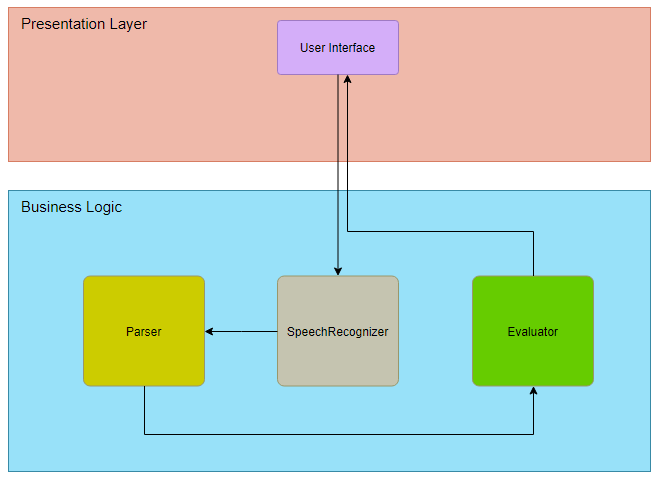 Presentation Layer
User Interface
Business Logic
Parser
SpeechRecognizer
Evaluator